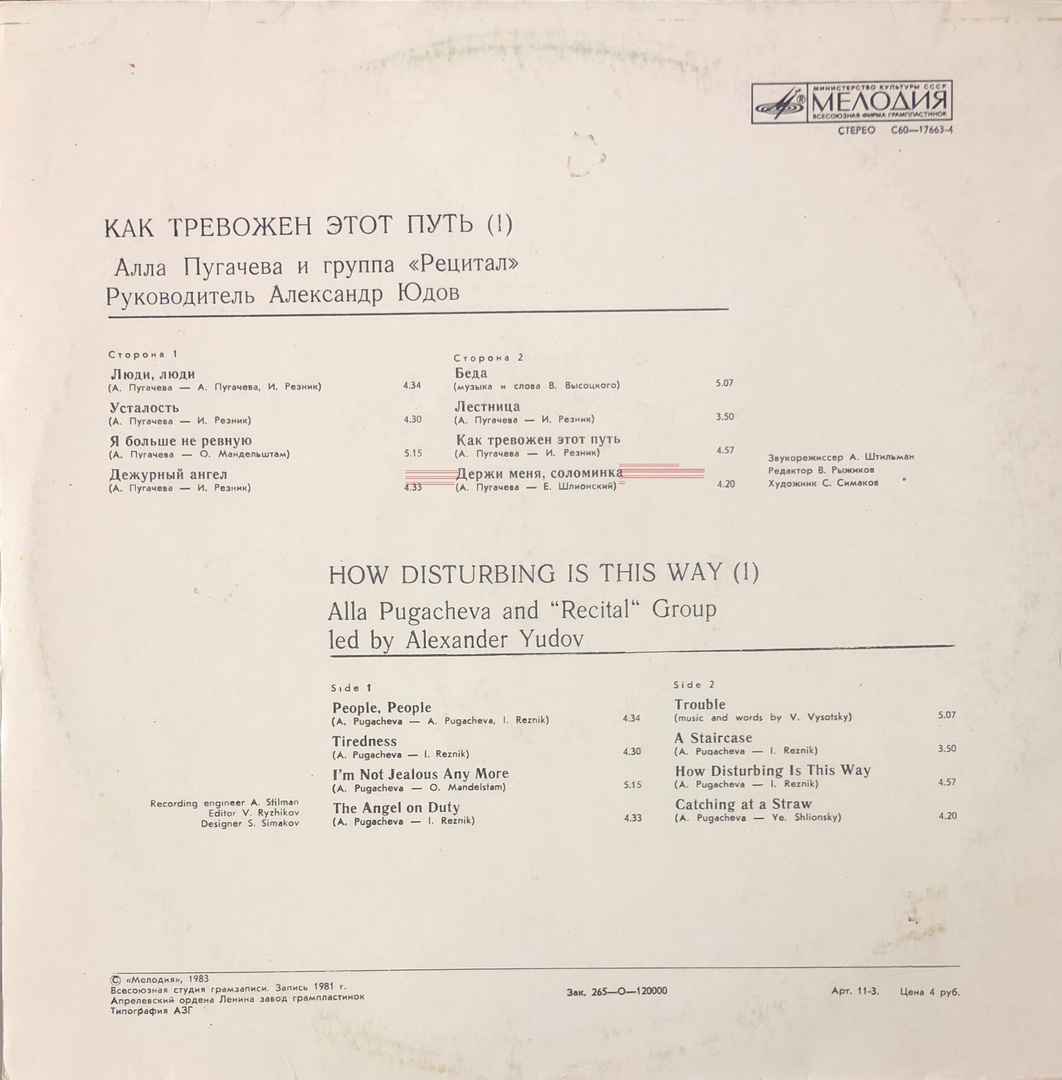 МИНИСТЕРСТВО КУЛЬТУРЫ СССР
МЕЛОДИЯ
ВСЕСОЮЗНАЯ ФИРМА ГРАМПЛАСТИНОК
СТЕРЕО С60—17663-4
КАК ТРЕВОЖЕН ЭТОТ ПУТЬ (1)
Алла Пугачева и группа «Рецитал»
Руководитель Александр Юдов
Сторона 1
Люди, люди
(А. Пугачева — А. Пугачева, И. Резник) 4.34
Усталость
(А. Пугачева — И. Резник) 4.30
Я больше не ревную
(А. Пугачева — О. Мандельштам) 5.15
Дежурный ангел
(А. Пугачева — И. Резник) 4.33
Сторона 2
Беда
(музыка и слова В. Высоцкого) 5.07
Лестница
(А. Пугачева — И. Резник) 3.50
Как тревожен этот путь
(А. Пугачева — И. Резник) 4.57
Держи меня, соломинка
(А. Пугачева — Е. Шлионский) 4.20
Звукорежиссер А. Штильман
Редактор В. Рыжиков
Художник С. Симаков
HOW DISTURBING IS THIS WAY (1)
Alla Pugacheva and “Recital“ Group
led by Alexander Yudov
Side 1
People, People
(A. Pugacheva — A. Pugacheva, I. Reznik) 4.34
Tiredness
(A. Pugacheva — I. Reznik) 4.30
I'm Not Jealous Any More
(A. Pugacheva — O. Mandelstam) 5.15
The Angel on Duty
(A. Pugacheva — I. Reznik) 4.33
Side 2
Trouble
(music and words by V. Vysotsky) 5.07
A Staircase
(A. Pugacheva — I. Reznik) 3.50
How Disturbing Is This Way
(A. Pugacheva — I. Reznik) 4.57
Catching at a Straw
(A. Pugacheva — Ye. Shlionsky) 4.20
Recording engineer A. Stilman
Editor V. Ryzhikov
Designer S. Simakov
© «Мелодия», 1983
Всесоюзная студия грамзаписи. Запись 1981 г.
Апрелевский ордена Ленина завод грампластинок
Типография АЗГ
Зак. 265—О—120000
Арт. 11-3. Цена 4 руб.